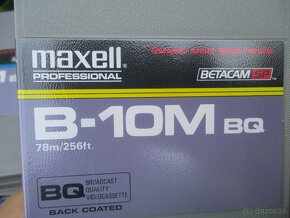 maxell
PROFESSIONAL
BETACAM SP
B-10M BQ
78m/256ft.
BQ
BROADCAST
QUALITY
VIDEOCASSETTE
BACK COATED